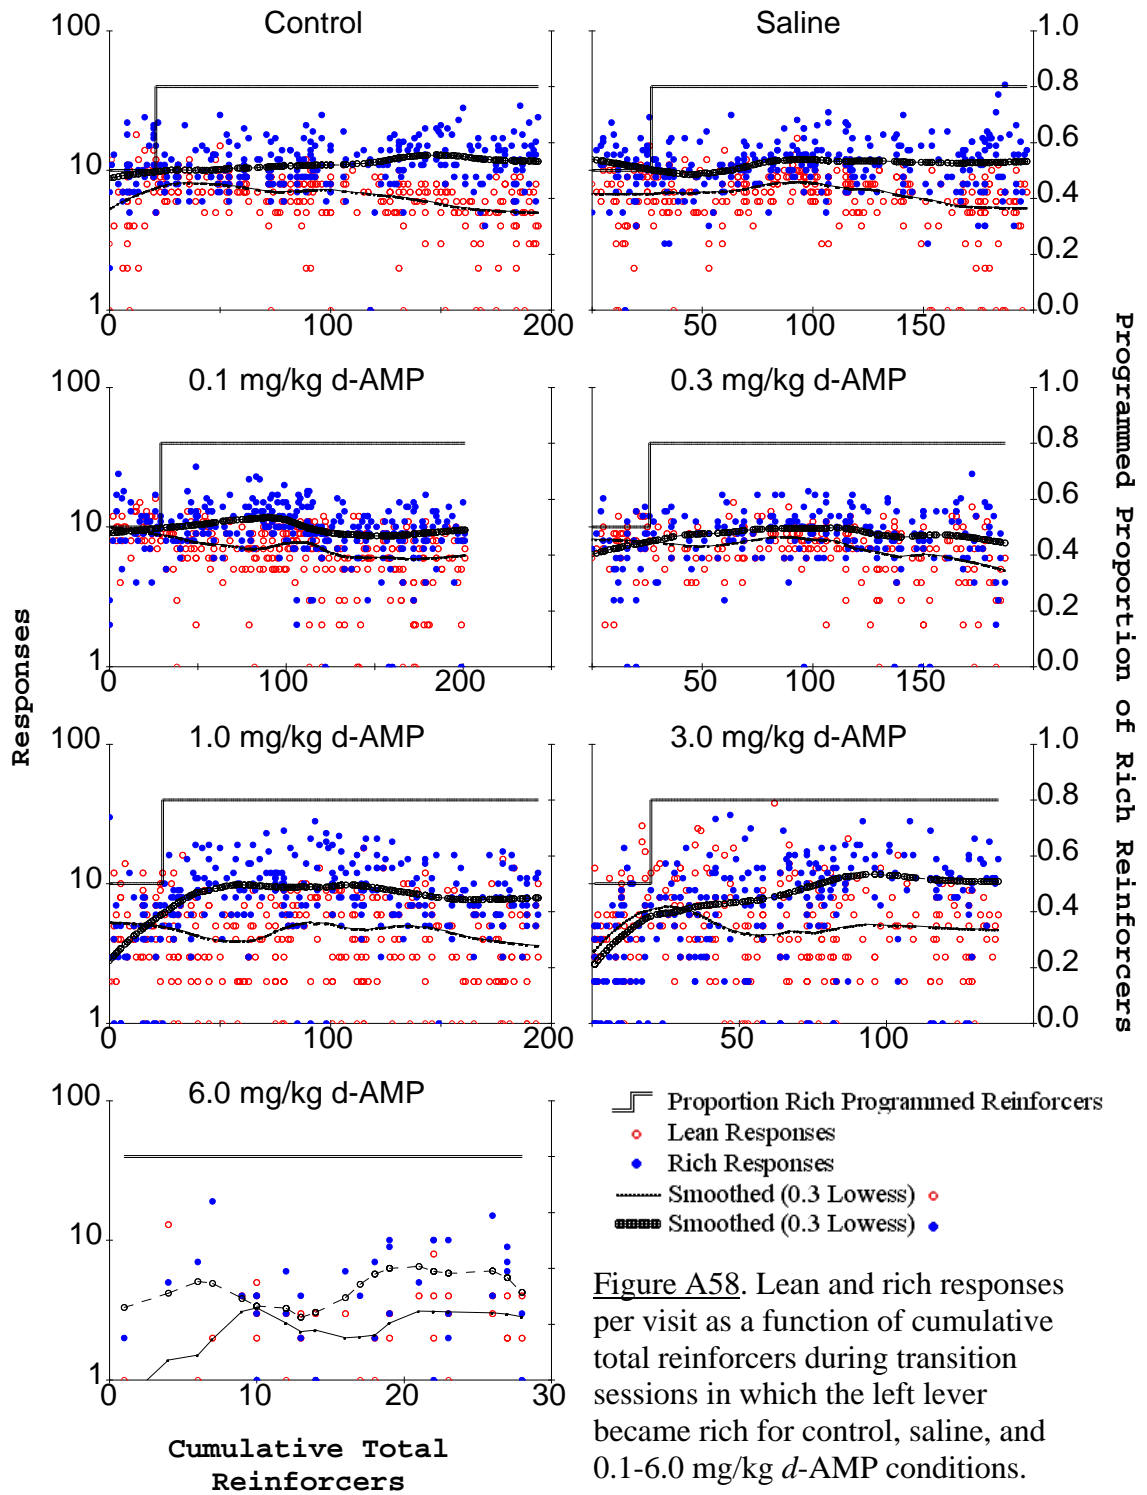 Control
Saline
100
10
1
0
100
200
1.0
0.8
0.6
0.4
0.2
0.0
0
50
100
150
0.1 mg/kg d-AMP
0.3 mg/kg d-AMP
100
10
1
0
100
200
1.0
0.8
0.6
0.4
0.2
0.0
50
100
150
Responses
Programmed Proportion of Rich Reinforcers
1.0 mg/kg d-AMP
3.0 mg/kg d-AMP
100
10
1
0
100
200
1.0
0.8
0.6
0.4
0.2
0.0
50
100
6.0 mg/kg d-AMP
100
10
1
0
10
20
30
Cumulative Total
Reinforcers
Proportion Rich Programmed Reinforcers
Lean Responses
Rich Responses
Smoothed (0.3 Lowess)
Smoothed (0.3 Lowess)
Figure A58. Lean and rich responses
per visit as a function of cumulative
total reinforcers during transition
sessions in which the left lever
became rich for control, saline, and
0.1-6.0 mg/kg d-AMP conditions.